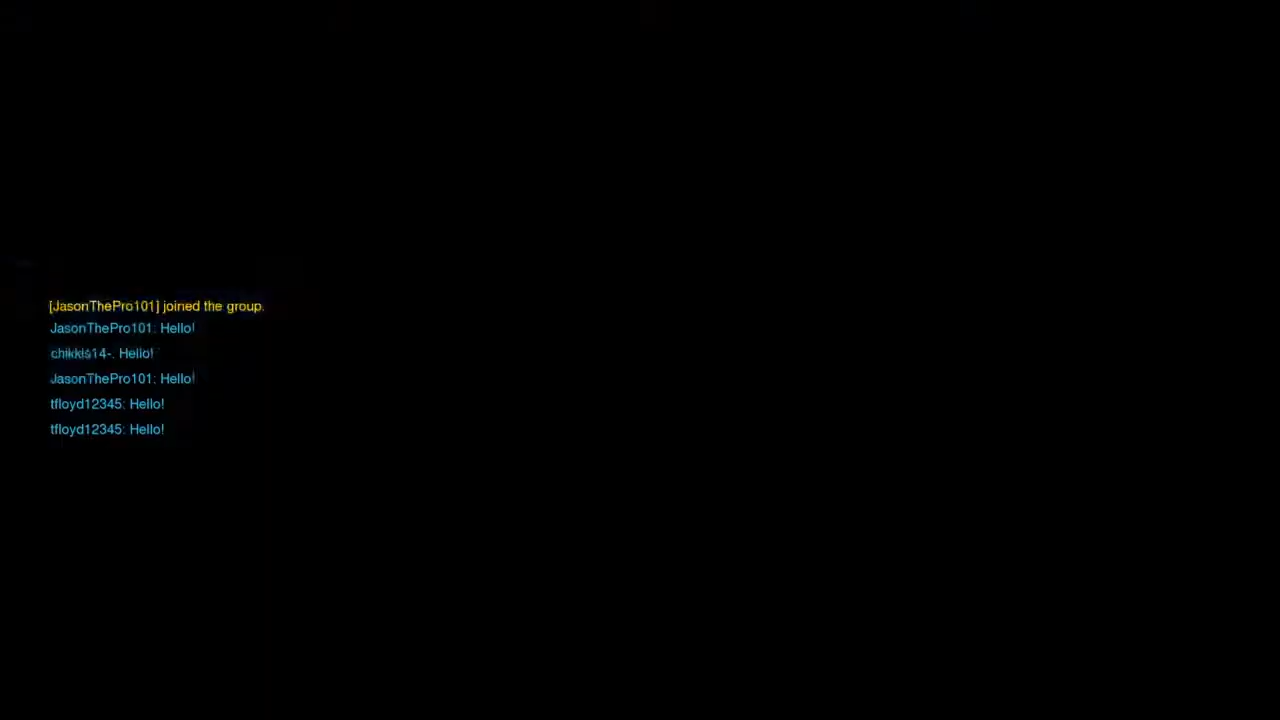 [JasonThePro101] joined the group.
JasonThePro101: Hello!
chikkis14-. Hello!
JasonThePro101: Hello!
tfloyd12345: Hello!
tfloyd12345: Hello!